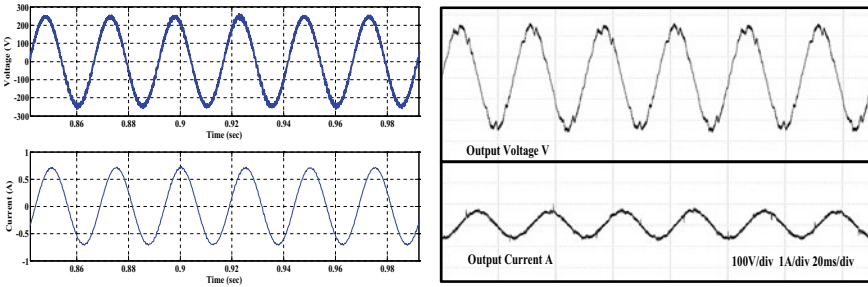 300
200
100
0
-100
-200
-300
Voltage (V)
0.86 0.88 0.9 0.92 0.94 0.96 0.98
Time (sec)
1
0.5
0
-0.5
-1
Current (A)
0.86 0.88 0.9 0.92 0.94 0.96 0.98
Time (sec)
Output Voltage V
Output Current A
100V/div 1A/div 20ms/div